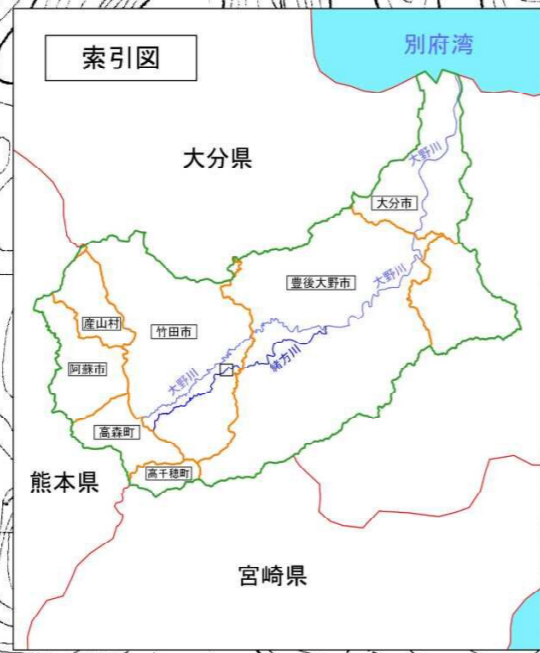 索引図
別府湾
大分県
大野川
大分市
豊後大野市
大野川
産山村
竹田市
阿蘇市
大野川
緒方川
高森町
高千穂町
熊本県
宮崎県